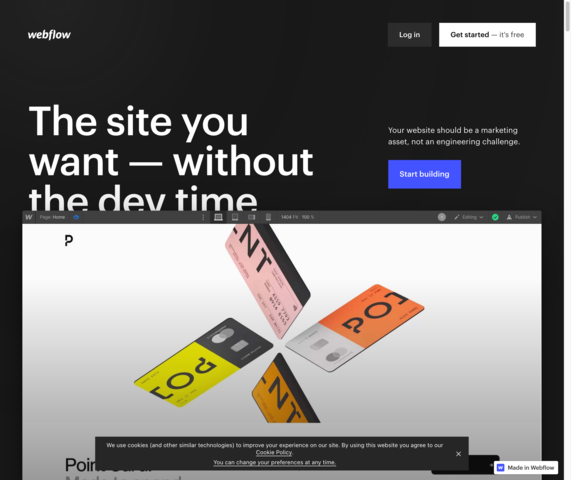 webflow
Log in
Get started — it's free
The site you
want — without
the dev time
Your website should be a marketing
asset, not an engineering challenge.
Start building
W
Page: Home
1404 PX 100 %
Editing
Publish
P
We use cookies (and other similar technologies) to improve your experience on our site. By using this website you agree to our
Cookie Policy.
You can change your preferences at any time.
Made in Webflow